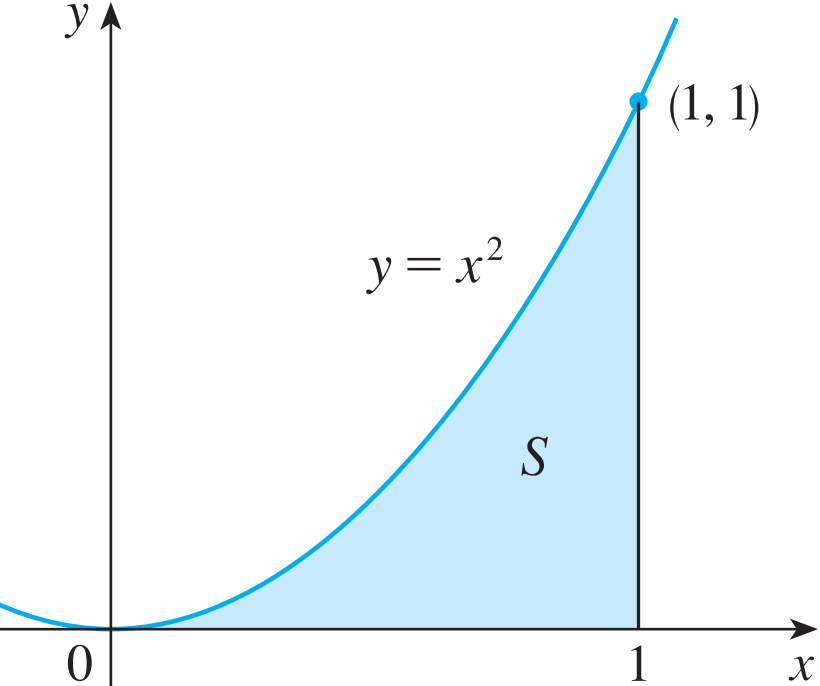 y
(1, 1)
y = x²
S
0
1
x